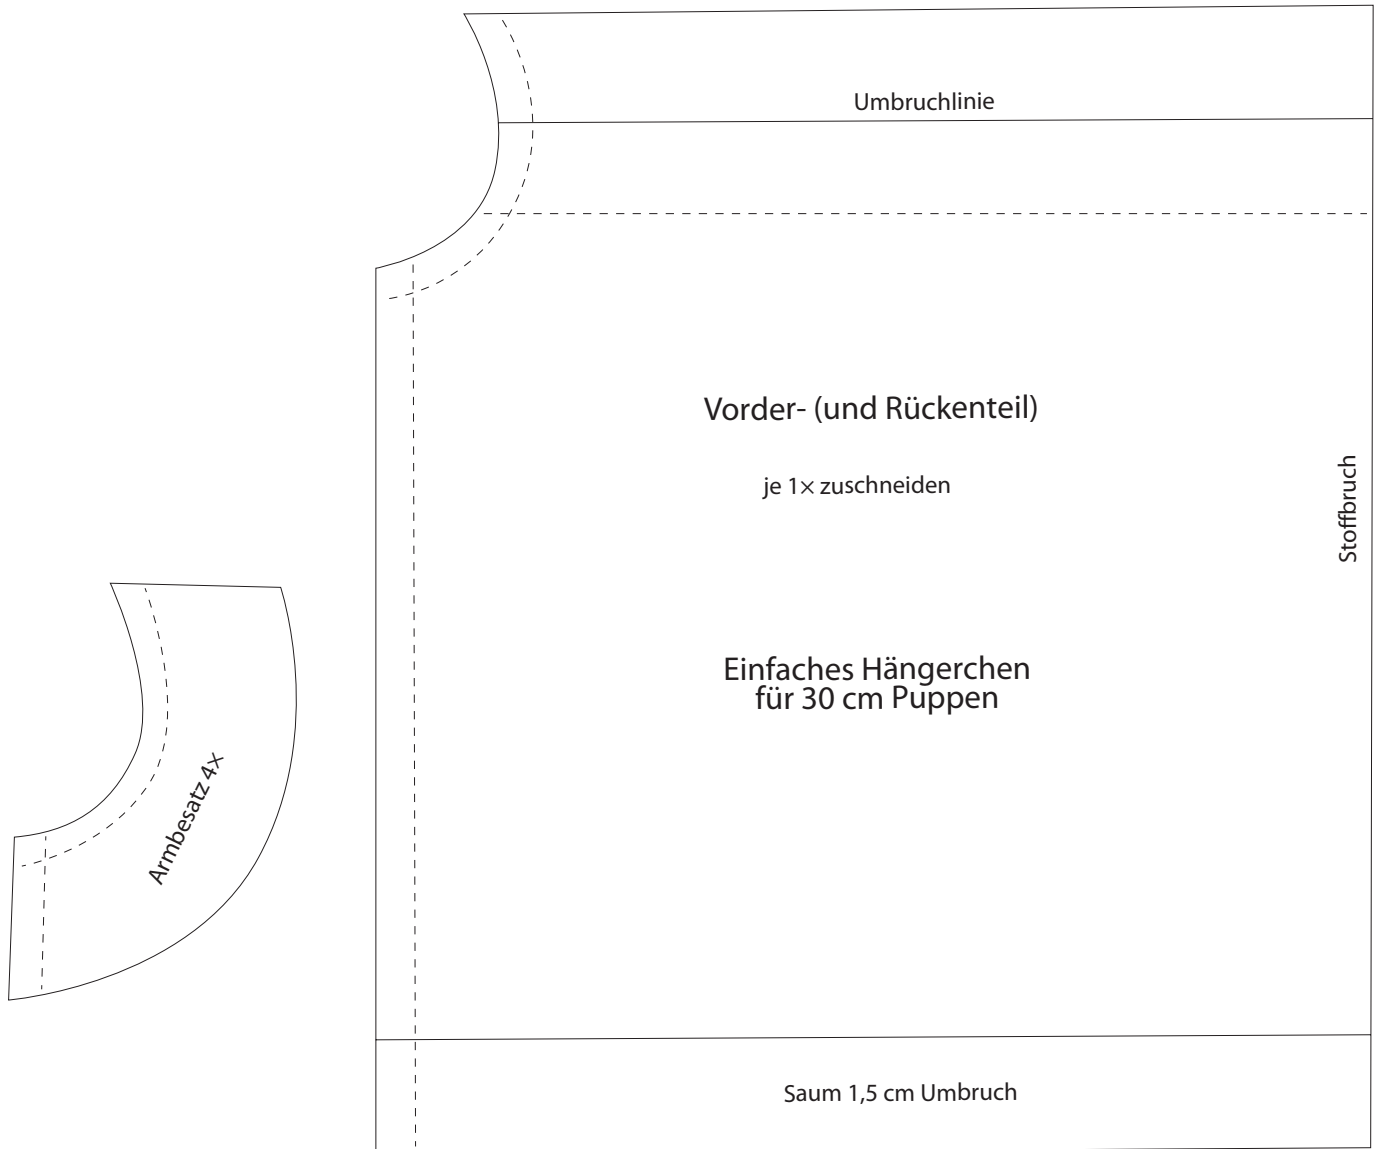 Umbruchlinie
Vorder- (und Rückenteil)
je 1× zuschneiden
Stoffbruch
Einfaches Hängerchen
für 30 cm Puppen
Armbesatz 4×
Saum 1,5 cm Umbruch